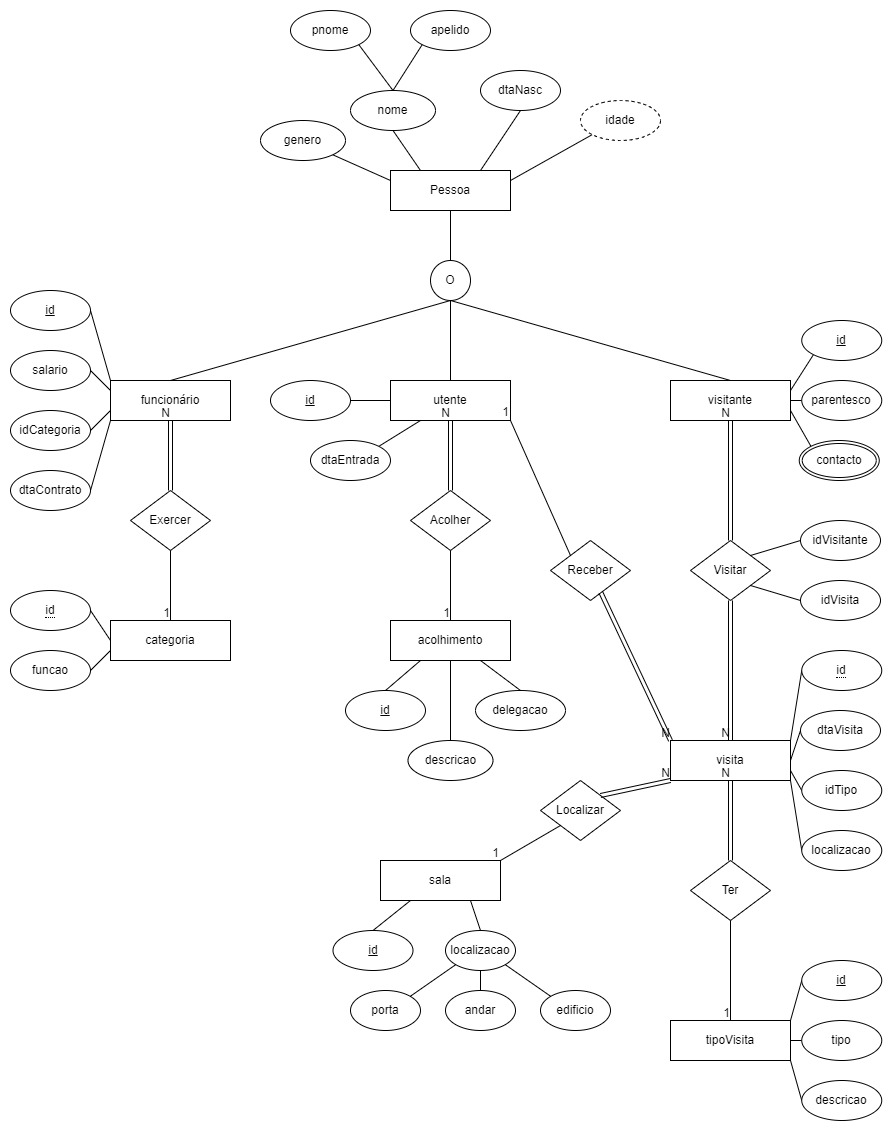 pnome
apelido
nome
dtaNasc
idade
genero
Pessoa
O
id
salario
idCategoria
dtaContrato
funcionário
N
id
utente
N
1
dtaEntrada
visitante
N
id
parentesco
contacto
Exercer
Acolher
Receber
Visitar
idVisitante
idVisita
1
categoria
id
funcao
1
acolhimento
id
delegacao
descricao
N
N
N
visita
N
id
dtaVisita
idTipo
localizacao
Localizar
1
sala
id
localizacao
porta
andar
edificio
Ter
1
tipoVisita
id
tipo
descricao